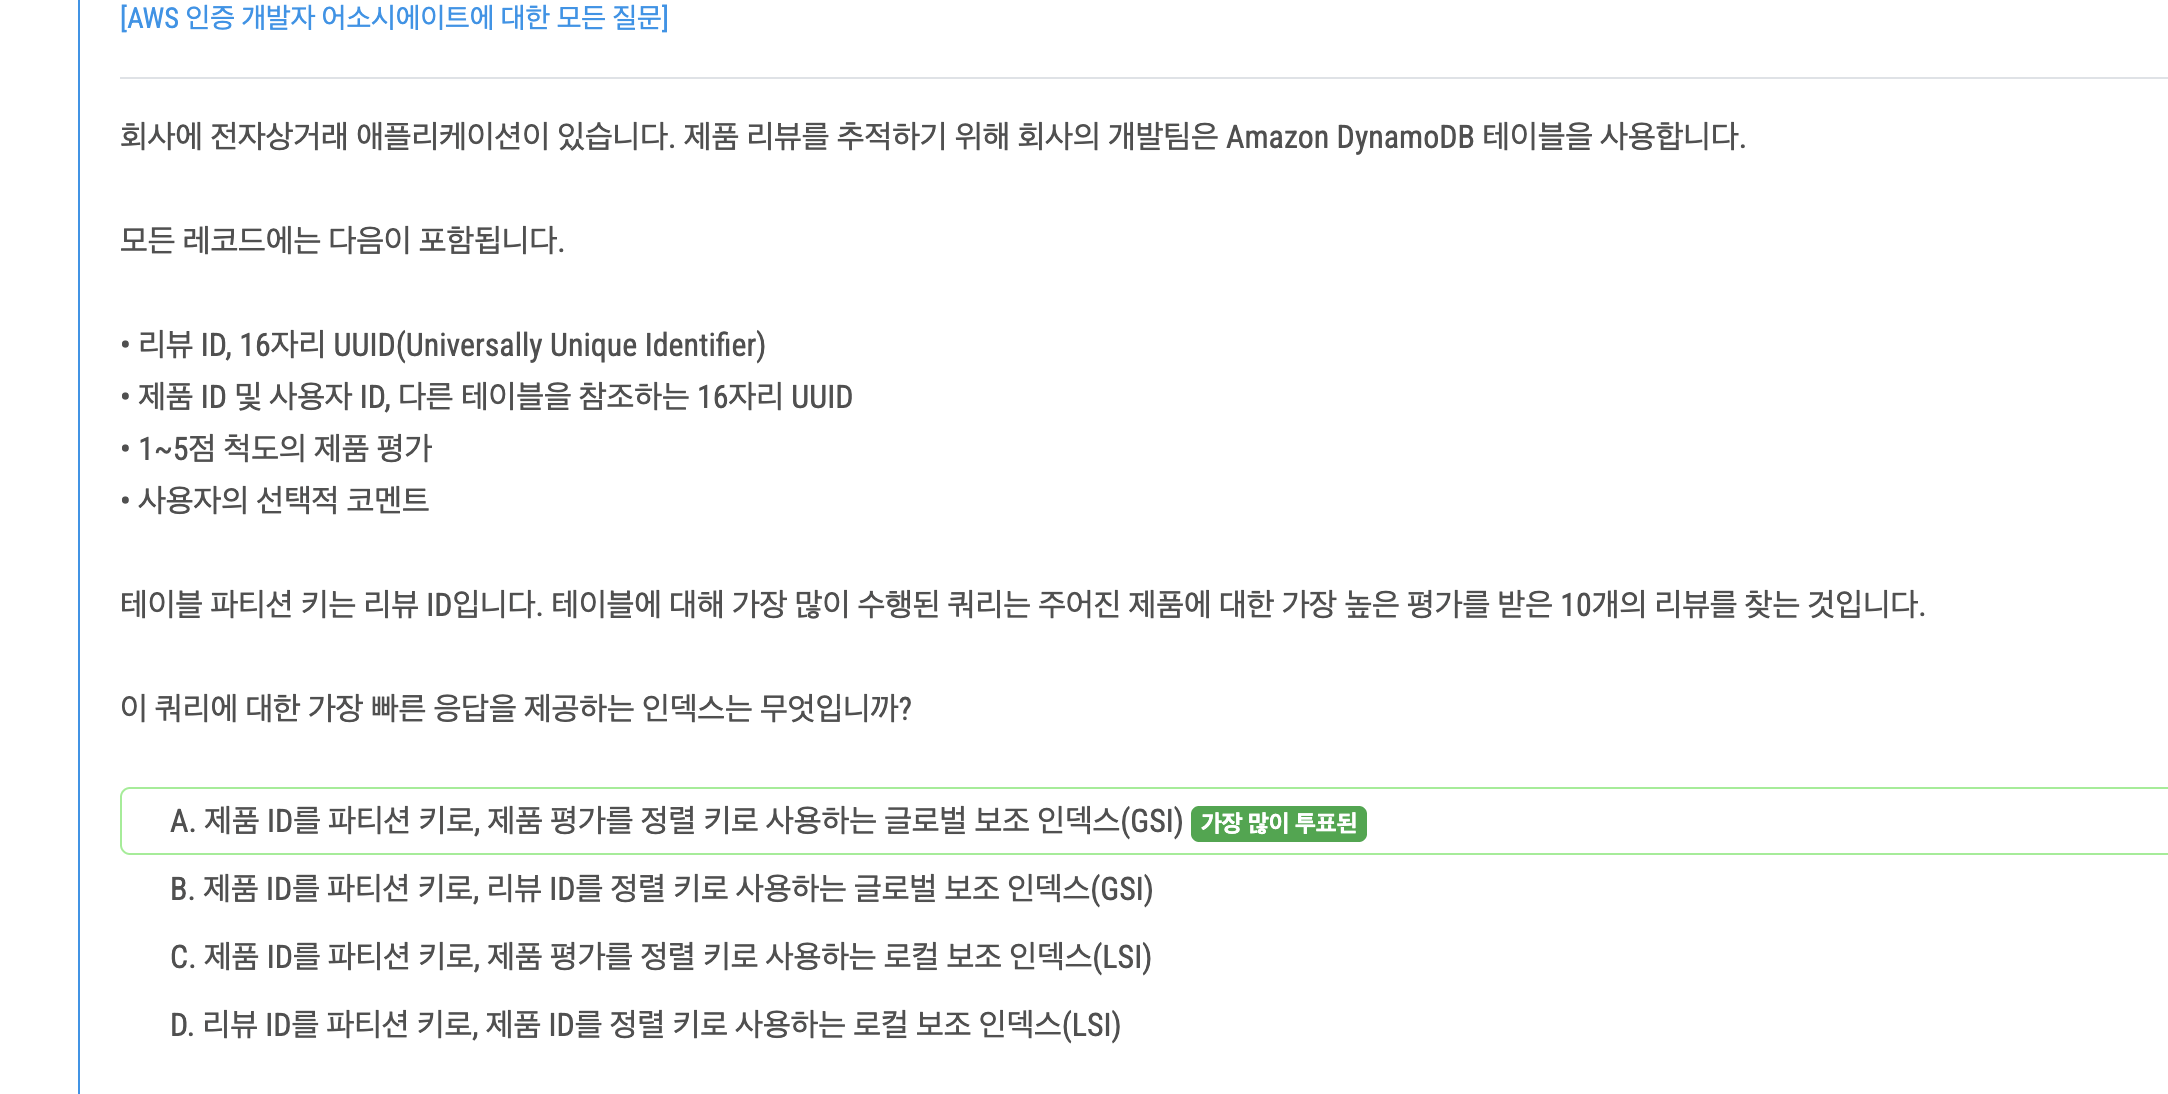 [AWS 인증 개발자 어소시에이트에 대한 모든 질문]
회사에 전자상거래 애플리케이션이 있습니다. 제품 리뷰를 추적하기 위해 회사의 개발팀은 Amazon DynamoDB 테이블을 사용합니다.
모든 레코드에는 다음이 포함됩니다.
• 리뷰 ID, 16자리 UUID(Universally Unique Identifier)
• 제품 ID 및 사용자 ID, 다른 테이블을 참조하는 16자리 UUID
• 1~5점 척도의 제품 평가
• 사용자의 선택적 코멘트
테이블 파티션 키는 리뷰 ID입니다. 테이블에 대해 가장 많이 수행된 쿼리는 주어진 제품에 대한 가장 높은 평가를 받은 10개의 리뷰를 찾는 것입니다.
이 쿼리에 대한 가장 빠른 응답을 제공하는 인덱스는 무엇입니까?
A. 제품 ID를 파티션 키로, 제품 평가를 정렬 키로 사용하는 글로벌 보조 인덱스(GSI) 가장 많이 투표된
B. 제품 ID를 파티션 키로, 리뷰 ID를 정렬 키로 사용하는 글로벌 보조 인덱스(GSI)
C. 제품 ID를 파티션 키로, 제품 평가를 정렬 키로 사용하는 로컬 보조 인덱스(LSI)
D. 리뷰 ID를 파티션 키로, 제품 ID를 정렬 키로 사용하는 로컬 보조 인덱스(LSI)